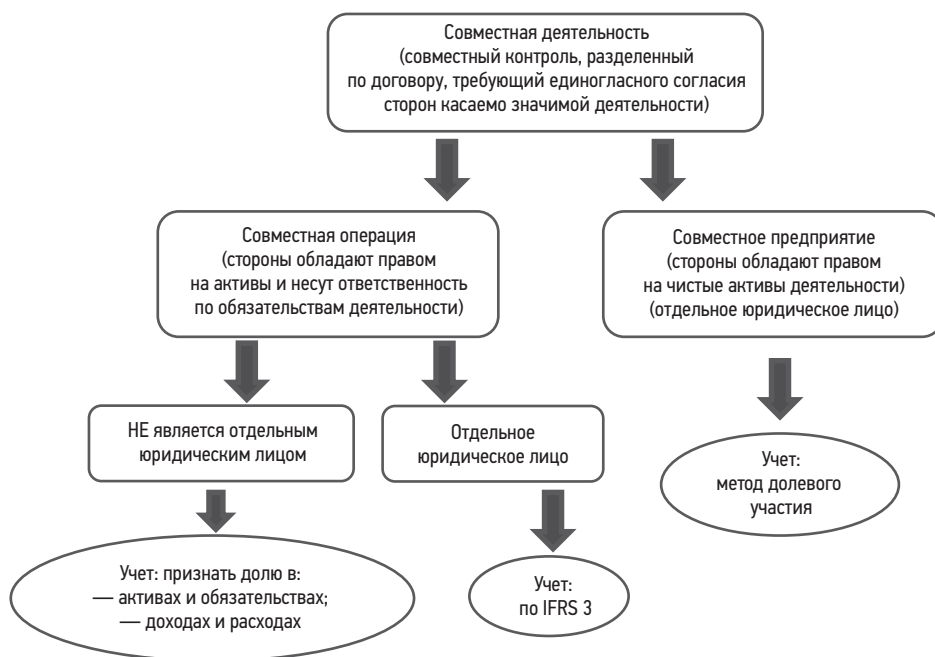 Совместная деятельность
(совместный контроль, разделенный
по договору, требующий единогласного согласия
сторон касаемо значимой деятельности)
Совместная операция
(стороны обладают правом
на активы и несут ответственность
по обязательствам деятельности)
Совместное предприятие
(стороны обладают правом
на чистые активы деятельности)
(отдельное юридическое лицо)
НЕ является отдельным
юридическим лицом
Отдельное
юридическое лицо
Учет:
метод долевого
участия
Учет: признать долю в:
— активах и обязательствах;
— доходах и расходах
Учет:
по IFRS 3